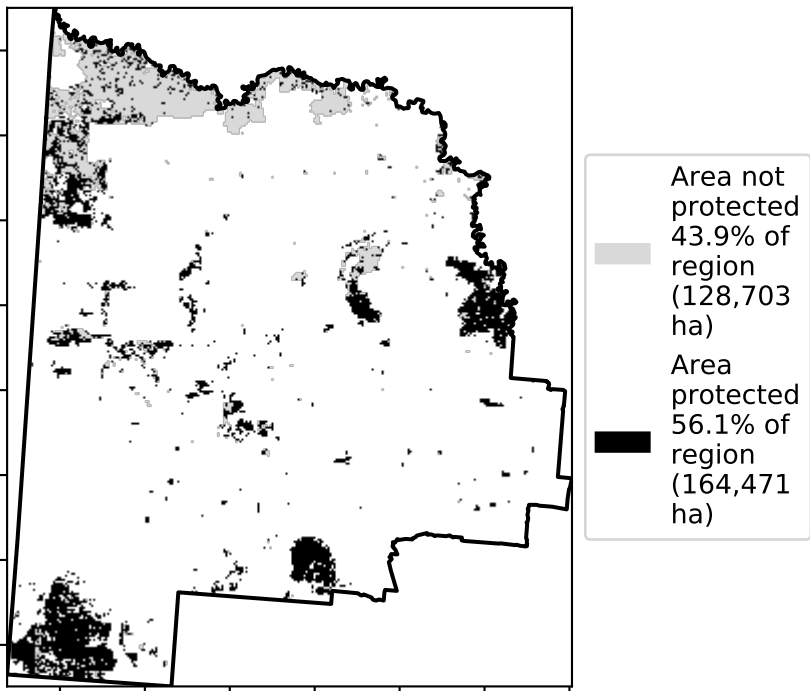 Area not
protected
43.9% of
region
(128,703
ha)
Area
protected
56.1% of
region
(164,471
ha)